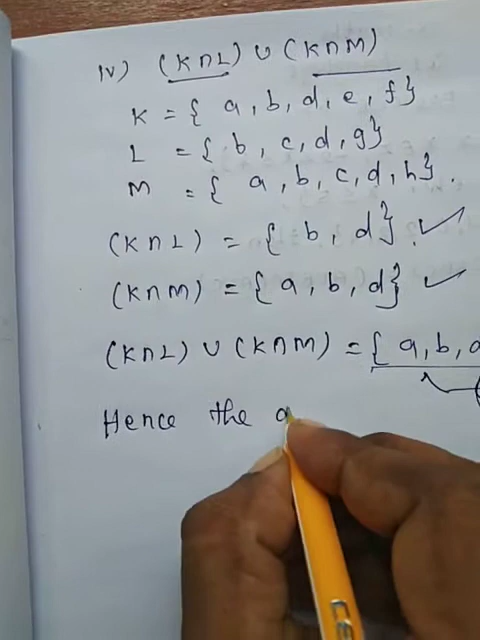 iv) (K∩L) ∪ (K∩M)
K = { a, b, d, e, f}
L = { b, c, d, g}
M = { a, b, c, d, h}.
(K∩L) = { b, d}.
(K∩M) = {a, b, d}
(K∩L) ∪ (K∩M) = { a, b, d
Hence the a